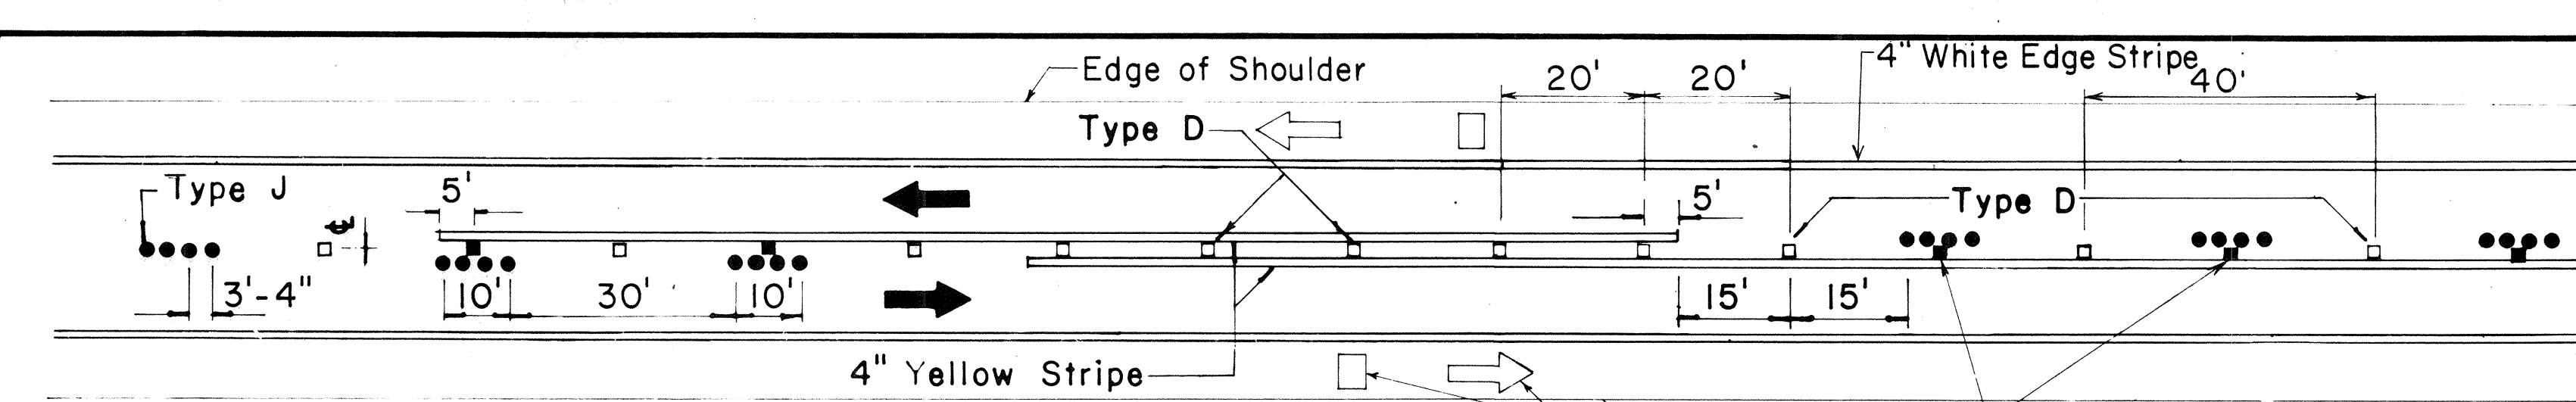 Edge of Shoulder
4" White Edge Stripe
20'
20'
40'
Type D
Type J
5'
5'
Type D
℄
3'-4"
10'
30'
10'
15'
15'
4" Yellow Stripe